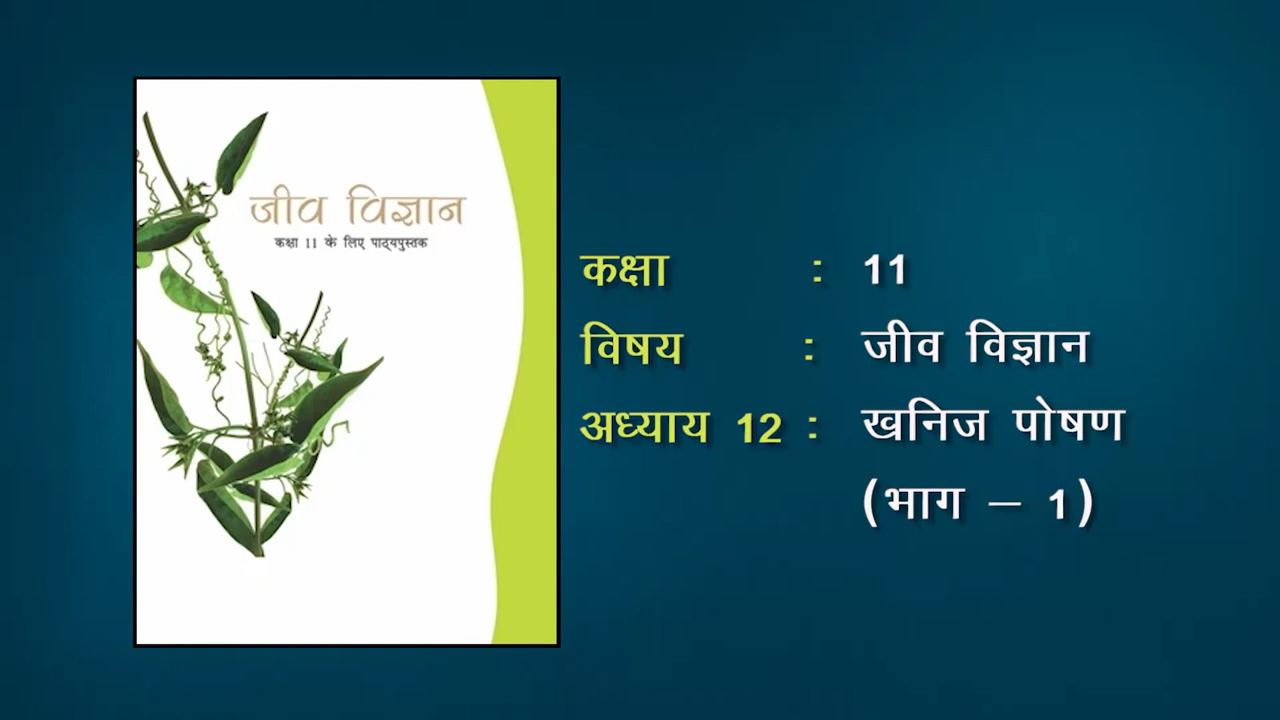 जीव विज्ञान
कक्षा 11 के लिए पाठ्यपुस्तक
कक्षा : 11
विषय : जीव विज्ञान
अध्याय 12 : खनिज पोषण
(भाग – 1)